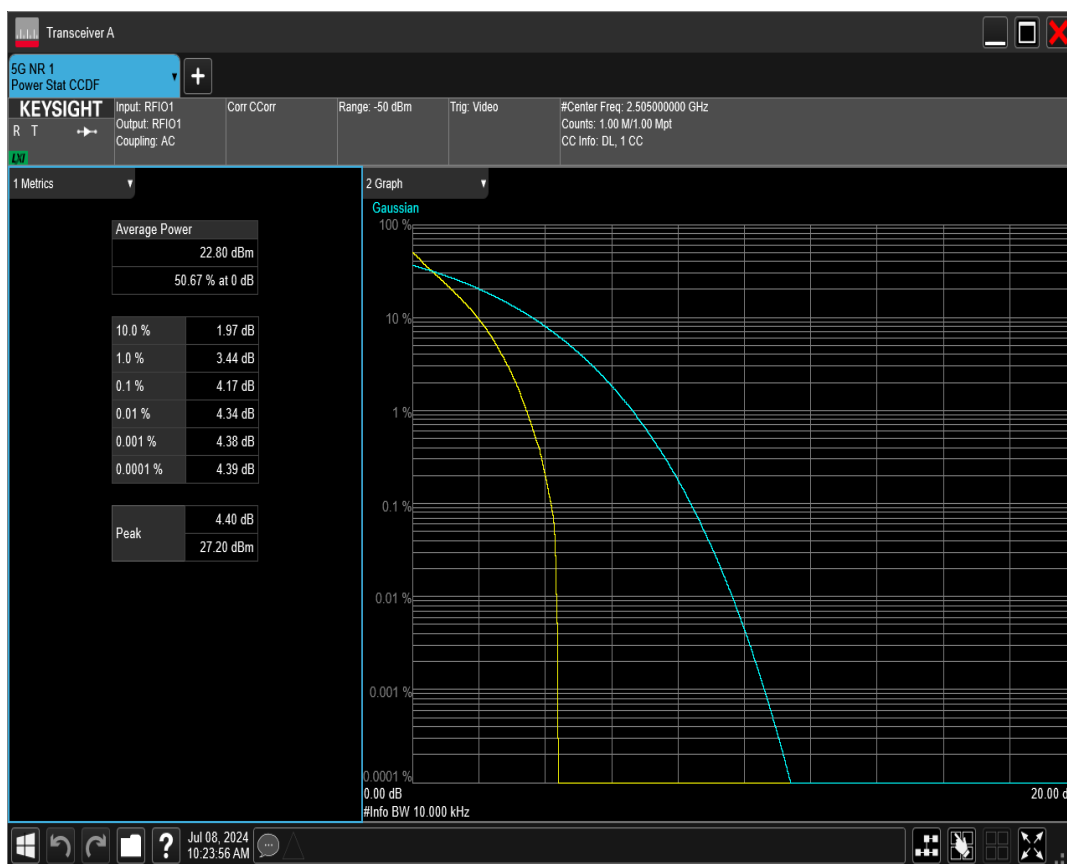 Transceiver A
5G NR 1
Power Stat CCDF
KEYSIGHT
R T
LXI
Input: RFIO1
Output: RFIO1
Coupling: AC
Corr CCorr
Range: -50 dBm
Trig: Video
#Center Freq: 2.505000000 GHz
Counts: 1.00 M/1.00 Mpt
CC Info: DL, 1 CC
1 Metrics
Average Power
22.80 dBm
50.67 % at 0 dB
10.0 % 1.97 dB
1.0 % 3.44 dB
0.1 % 4.17 dB
0.01 % 4.34 dB
0.001 % 4.38 dB
0.0001 % 4.39 dB
Peak
4.40 dB
27.20 dBm
2 Graph
Gaussian
100 %
10 %
1 %
0.1 %
0.01 %
0.001 %
0.0001 %
0.00 dB
20.00 d
#Info BW 10.000 kHz
Jul 08, 2024
10:23:56 AM